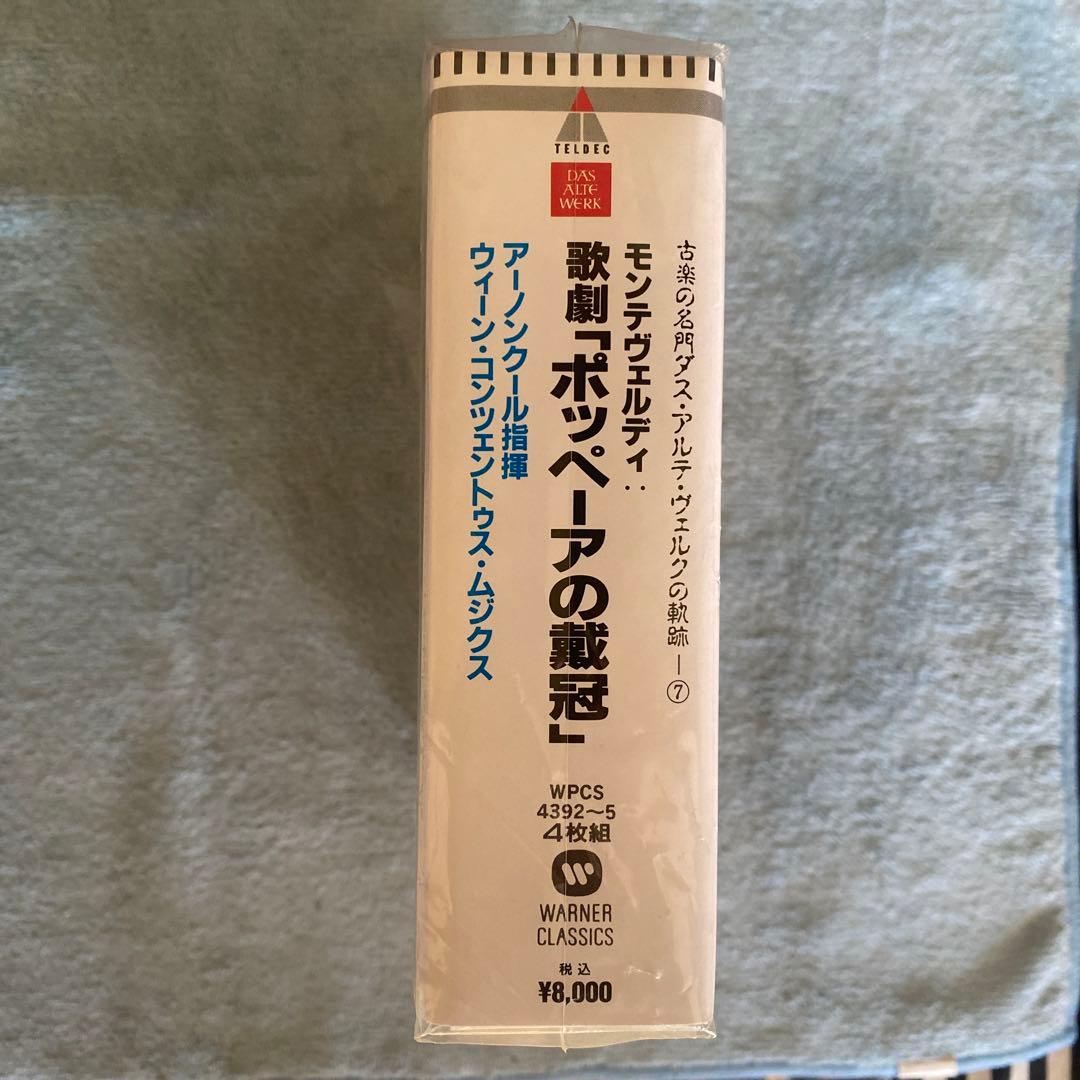 TELDEC
DAS
ALTE
WERK
古楽の名門ダス・アルテ・ヴェルクの軌跡—⑦
モンテヴェルディ:
歌劇「ポッペーアの戴冠」
アーノンクール指揮
ウィーン・コンツェントゥス・ムジクス
WPCS
4392〜5
4枚組
WARNER
CLASSICS
税込
¥8,000